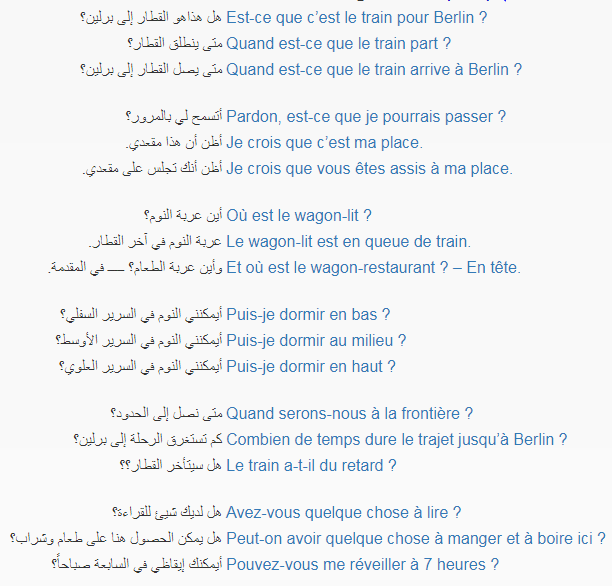 هل هذاهو القطار إلى برلين؟ Est-ce que c’est le train pour Berlin ?
متى ينطلق القطار؟ Quand est-ce que le train part ?
متى يصل القطار إلى برلين؟ Quand est-ce que le train arrive à Berlin ?
أتسمح لي بالمرور؟ Pardon, est-ce que je pourrais passer ?
أظن أن هذا مقعدي. Je crois que c’est ma place.
أظن أنك تجلس على مقعدي. Je crois que vous êtes assis à ma place.
أين عربة النوم؟ Où est le wagon-lit ?
عربة النوم في آخر القطار. Le wagon-lit est en queue de train.
وأين عربة الطعام؟ ـــ في المقدمة. Et où est le wagon-restaurant ? – En tête.
أيمكنني النوم في السرير السفلي؟ Puis-je dormir en bas ?
أيمكنني النوم في السرير الأوسط؟ Puis-je dormir au milieu ?
أيمكنني النوم في السرير العلوي؟ Puis-je dormir en haut ?
متى نصل إلى الحدود؟ Quand serons-nous à la frontière ?
كم تستغرق الرحلة إلى برلين؟ Combien de temps dure le trajet jusqu’à Berlin ?
هل سيتأخر القطار؟؟ Le train a-t-il du retard ?
هل لديك شيئ للقراءة؟ Avez-vous quelque chose à lire ?
هل يمكن الحصول هنا على طعام وشراب؟ Peut-on avoir quelque chose à manger et à boire ici ?
أيمكنك إيقاظي في السابعة صباحاً؟ Pouvez-vous me réveiller à 7 heures ?